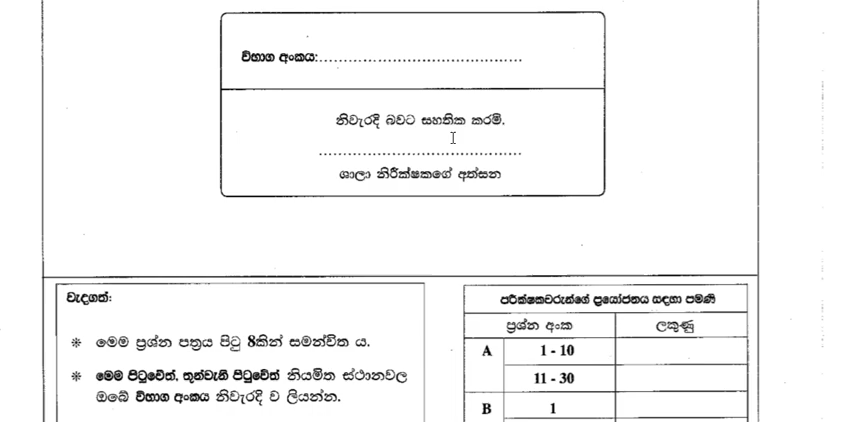 විභාග අංකය:..............................................
නිවැරදි බවට සහතික කරමි.
..............................................
ශාලා නිරීක්ෂකගේ අත්සන
වැදගත්:
✻ මෙම ප්‍රශ්න පත්‍රය පිටු 8කින් සමන්විත ය.
✻ මෙම පිටුවේත්, තුන්වැනි පිටුවේත් නියමිත ස්ථානවල
ඔබේ විභාග අංකය නිවැරදි ව ලියන්න.
පරීක්ෂකවරුන්ගේ ප්‍රයෝජනය සඳහා පමණි
ප්‍රශ්න අංක ලකුණු
A 1 - 10
11 - 30
B 1